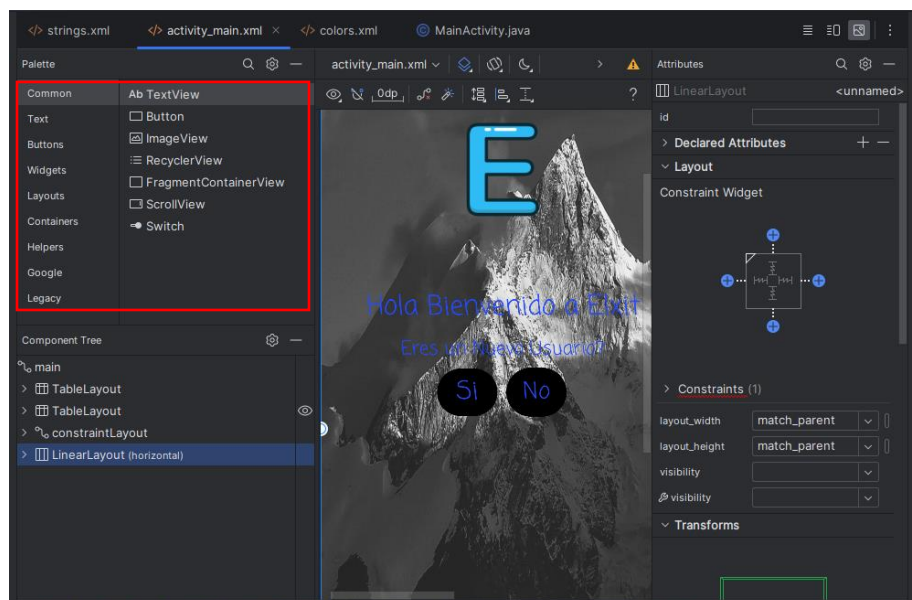 strings.xml
activity_main.xml
colors.xml
MainActivity.java
Palette
Common
Text
Buttons
Widgets
Layouts
Containers
Helpers
Google
Legacy
Ab TextView
Button
ImageView
RecyclerView
FragmentContainerView
ScrollView
Switch
Component Tree
main
TableLayout
TableLayout
constraintLayout
LinearLayout (horizontal)
activity_main.xml
0dp
?
E
Hola Bienvenido a Elxit
Eres un Nuevo Usuario?
Si No
Attributes
LinearLayout <unnamed>
id
Declared Attributes
Layout
Constraint Widget
Constraints (1)
layout_width match_parent
layout_height match_parent
visibility
visibility
Transforms